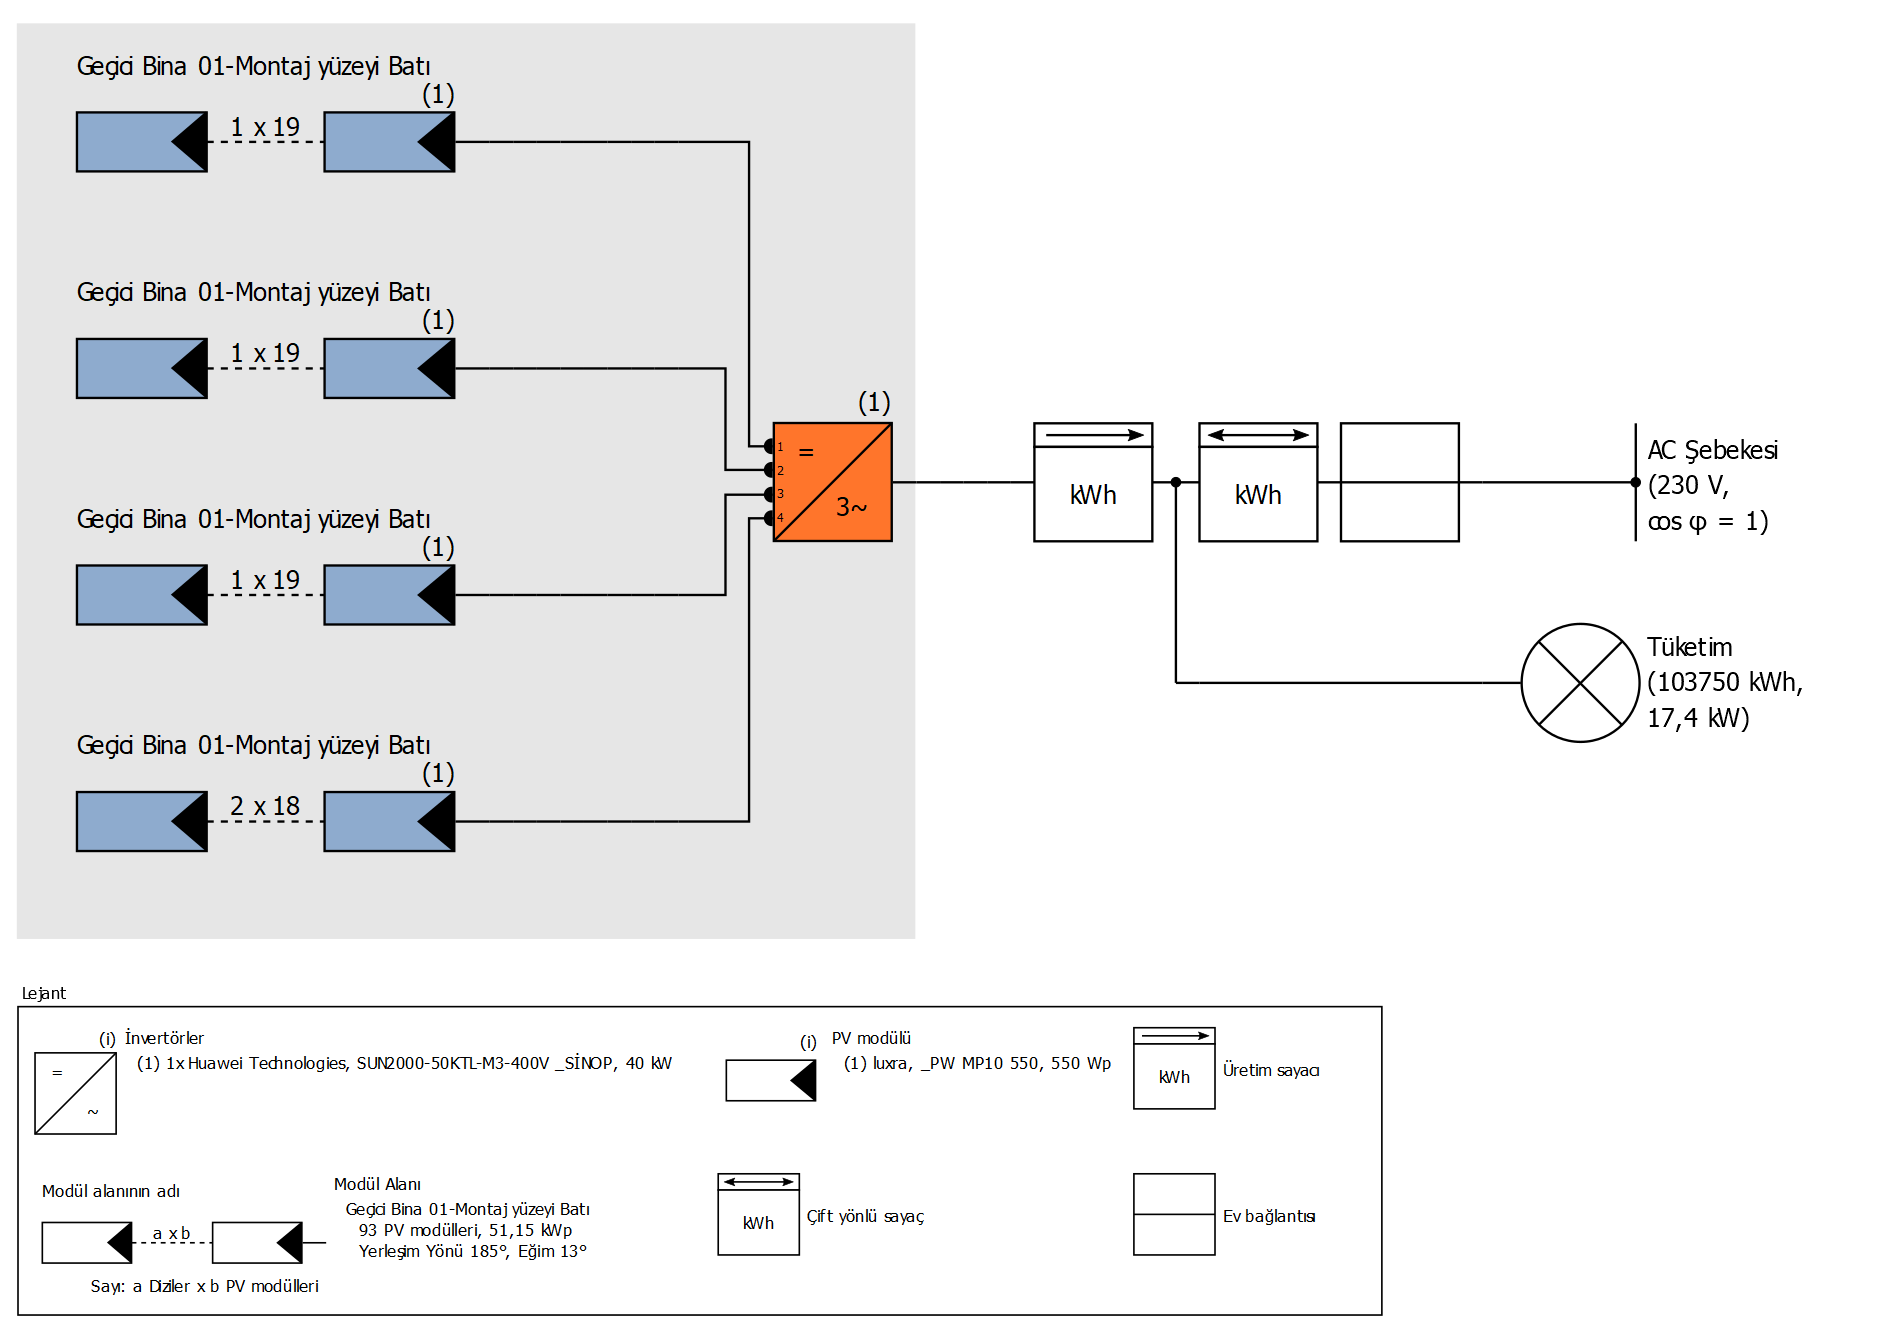 Geçici Bina 01-Montaj yüzeyi Batı
(1)
1 x 19
Geçici Bina 01-Montaj yüzeyi Batı
(1)
1 x 19
Geçici Bina 01-Montaj yüzeyi Batı
(1)
1 x 19
Geçici Bina 01-Montaj yüzeyi Batı
(1)
2 x 18
(1)
1
2
3
4
=
3~
kWh
kWh
AC Şebekesi
(230 V,
cos φ = 1)
Tüketim
(103750 kWh,
17,4 kW)
Lejant
(i) İnvertörler
(1) 1x Huawei Technologies, SUN2000-50KTL-M3-400V _SİNOP, 40 kW
=
~
(i) PV modülü
(1) luxra, _PW MP10 550, 550 Wp
kWh
Üretim sayacı
Modül alanının adı
a x b
Sayı: a Diziler x b PV modülleri
Modül Alanı
Geçici Bina 01-Montaj yüzeyi Batı
93 PV modülleri, 51,15 kWp
Yerleşim Yönü 185°, Eğim 13°
kWh
Çift yönlü sayaç
Ev bağlantısı